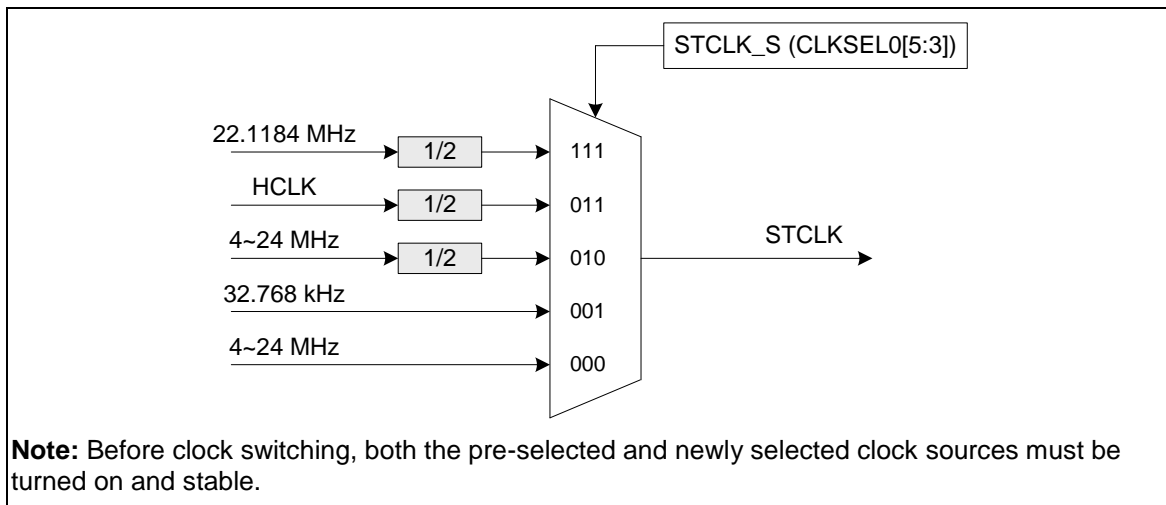 STCLK_S (CLKSEL0[5:3])
22.1184 MHz
1/2
111
HCLK
1/2
011
4~24 MHz
1/2
010
STCLK
32.768 kHz
001
4~24 MHz
000
Note: Before clock switching, both the pre-selected and newly selected clock sources must be
turned on and stable.